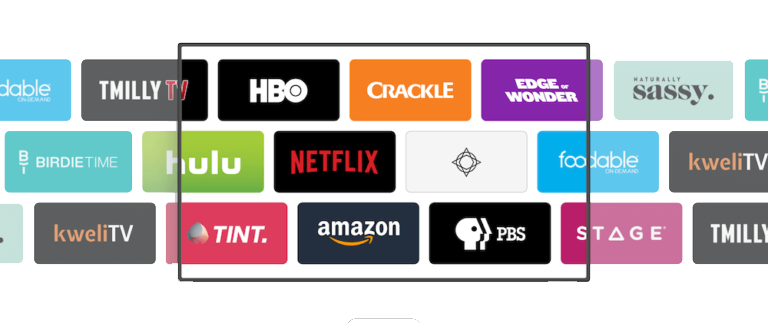 dable ON-DEMAND TMILLY TV HBO CRACKLE EDGE OF WONDER NATURALLY sassy. B
BIT BIRDIETIME hulu NETFLIX foodable ON-DEMAND kweliTV
. kweliTV TINT. amazon PBS STAGE TMILLY